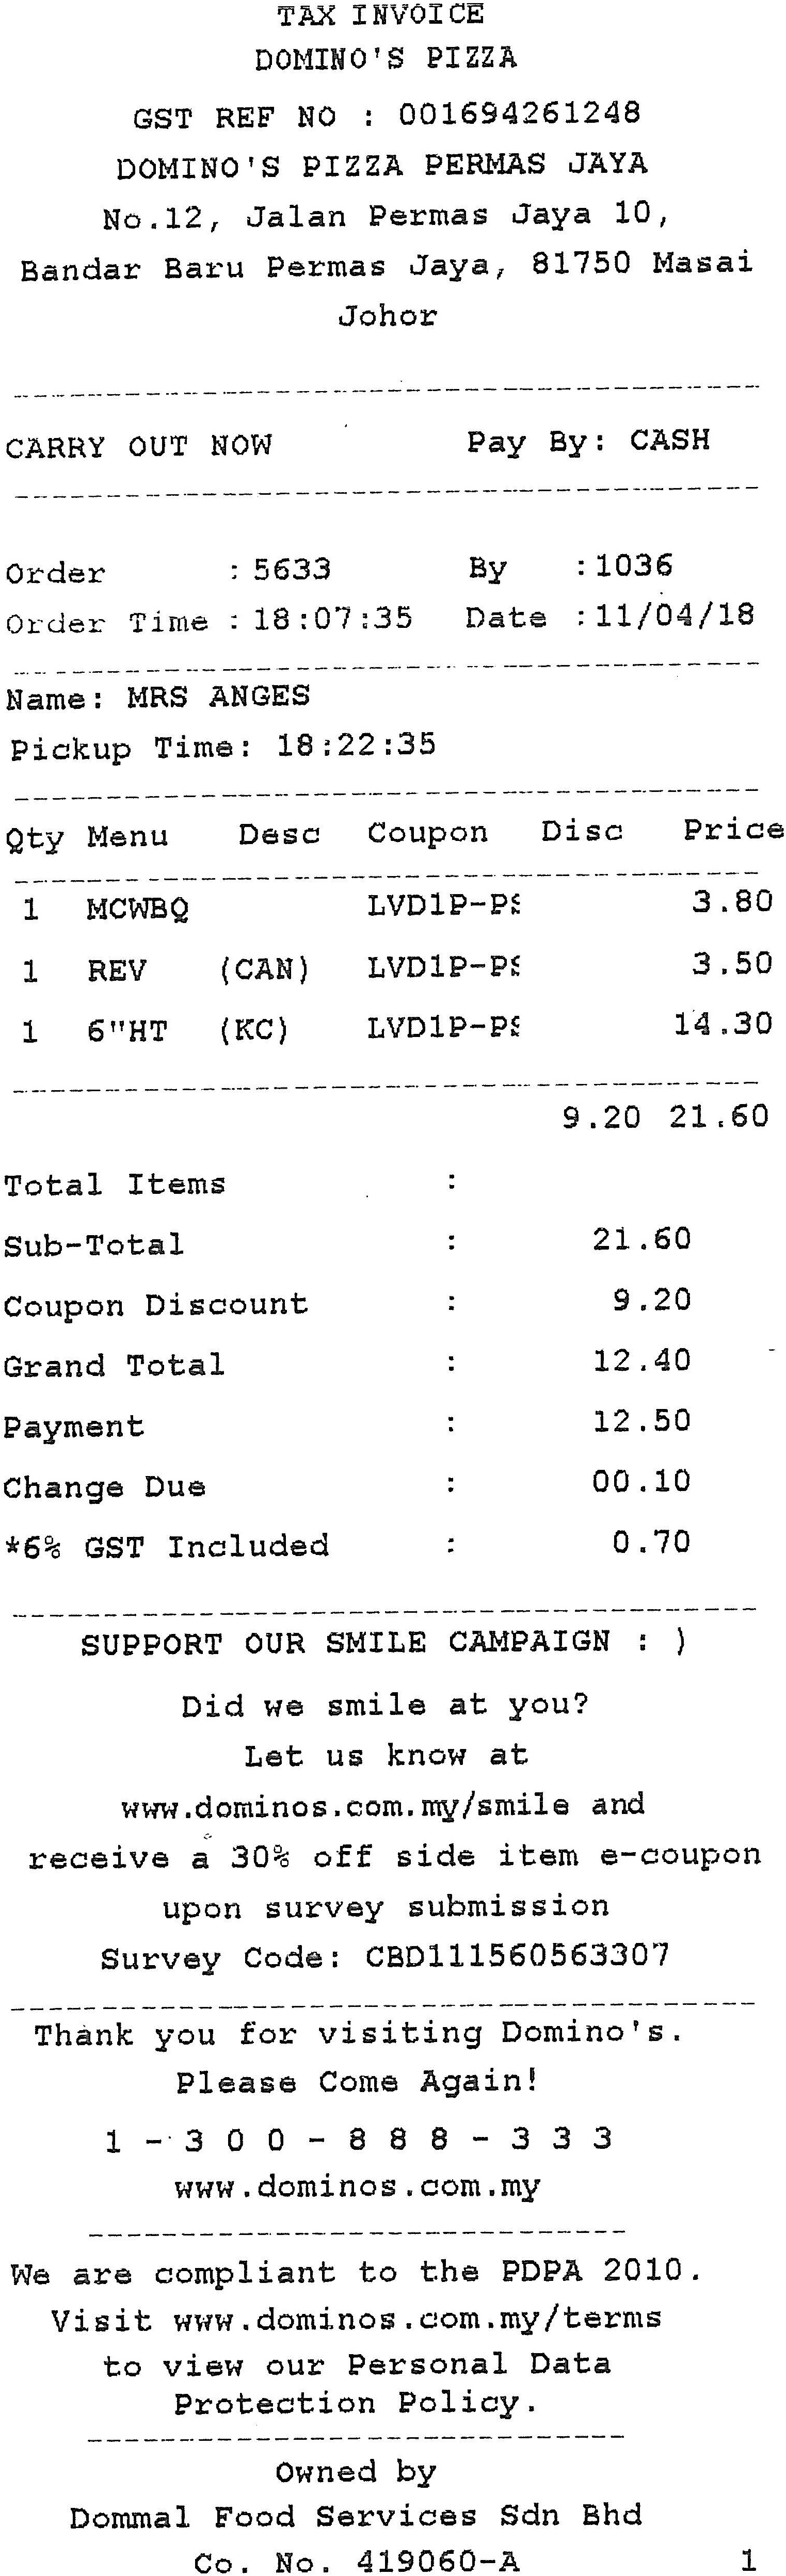 TAX INVOICE
DOMINO'S PIZZA
GST REF NO : 001694261248
DOMINO'S PIZZA PERMAS JAYA
No.12, Jalan Permas Jaya 10,
Bandar Baru Permas Jaya, 81750 Masai
Johor
CARRY OUT NOW Pay By: CASH
Order :5633 By :1036
Order Time :18:07:35 Date :11/04/18
Name: MRS ANGES
Pickup Time: 18:22:35
Qty Menu Desc Coupon Disc Price
1 MCWBQ LVD1P-PS 3.80
1 REV (CAN) LVD1P-PS 3.50
1 6"HT (KC) LVD1P-PS 14.30
9.20 21.60
Total Items :
Sub-Total : 21.60
Coupon Discount : 9.20
Grand Total : 12.40
Payment : 12.50
Change Due : 00.10
*6% GST Included : 0.70
SUPPORT OUR SMILE CAMPAIGN : )
Did we smile at you?
Let us know at
www.dominos.com.my/smile and
receive a 30% off side item e-coupon
upon survey submission
Survey Code: CBD111560563307
Thank you for visiting Domino's.
Please Come Again!
1 - 3 0 0 - 8 8 8 - 3 3 3
www.dominos.com.my
We are compliant to the PDPA 2010.
Visit www.dominos.com.my/terms
to view our Personal Data
Protection Policy.
Owned by
Dommal Food Services Sdn Bhd
Co. No. 419060-A 1